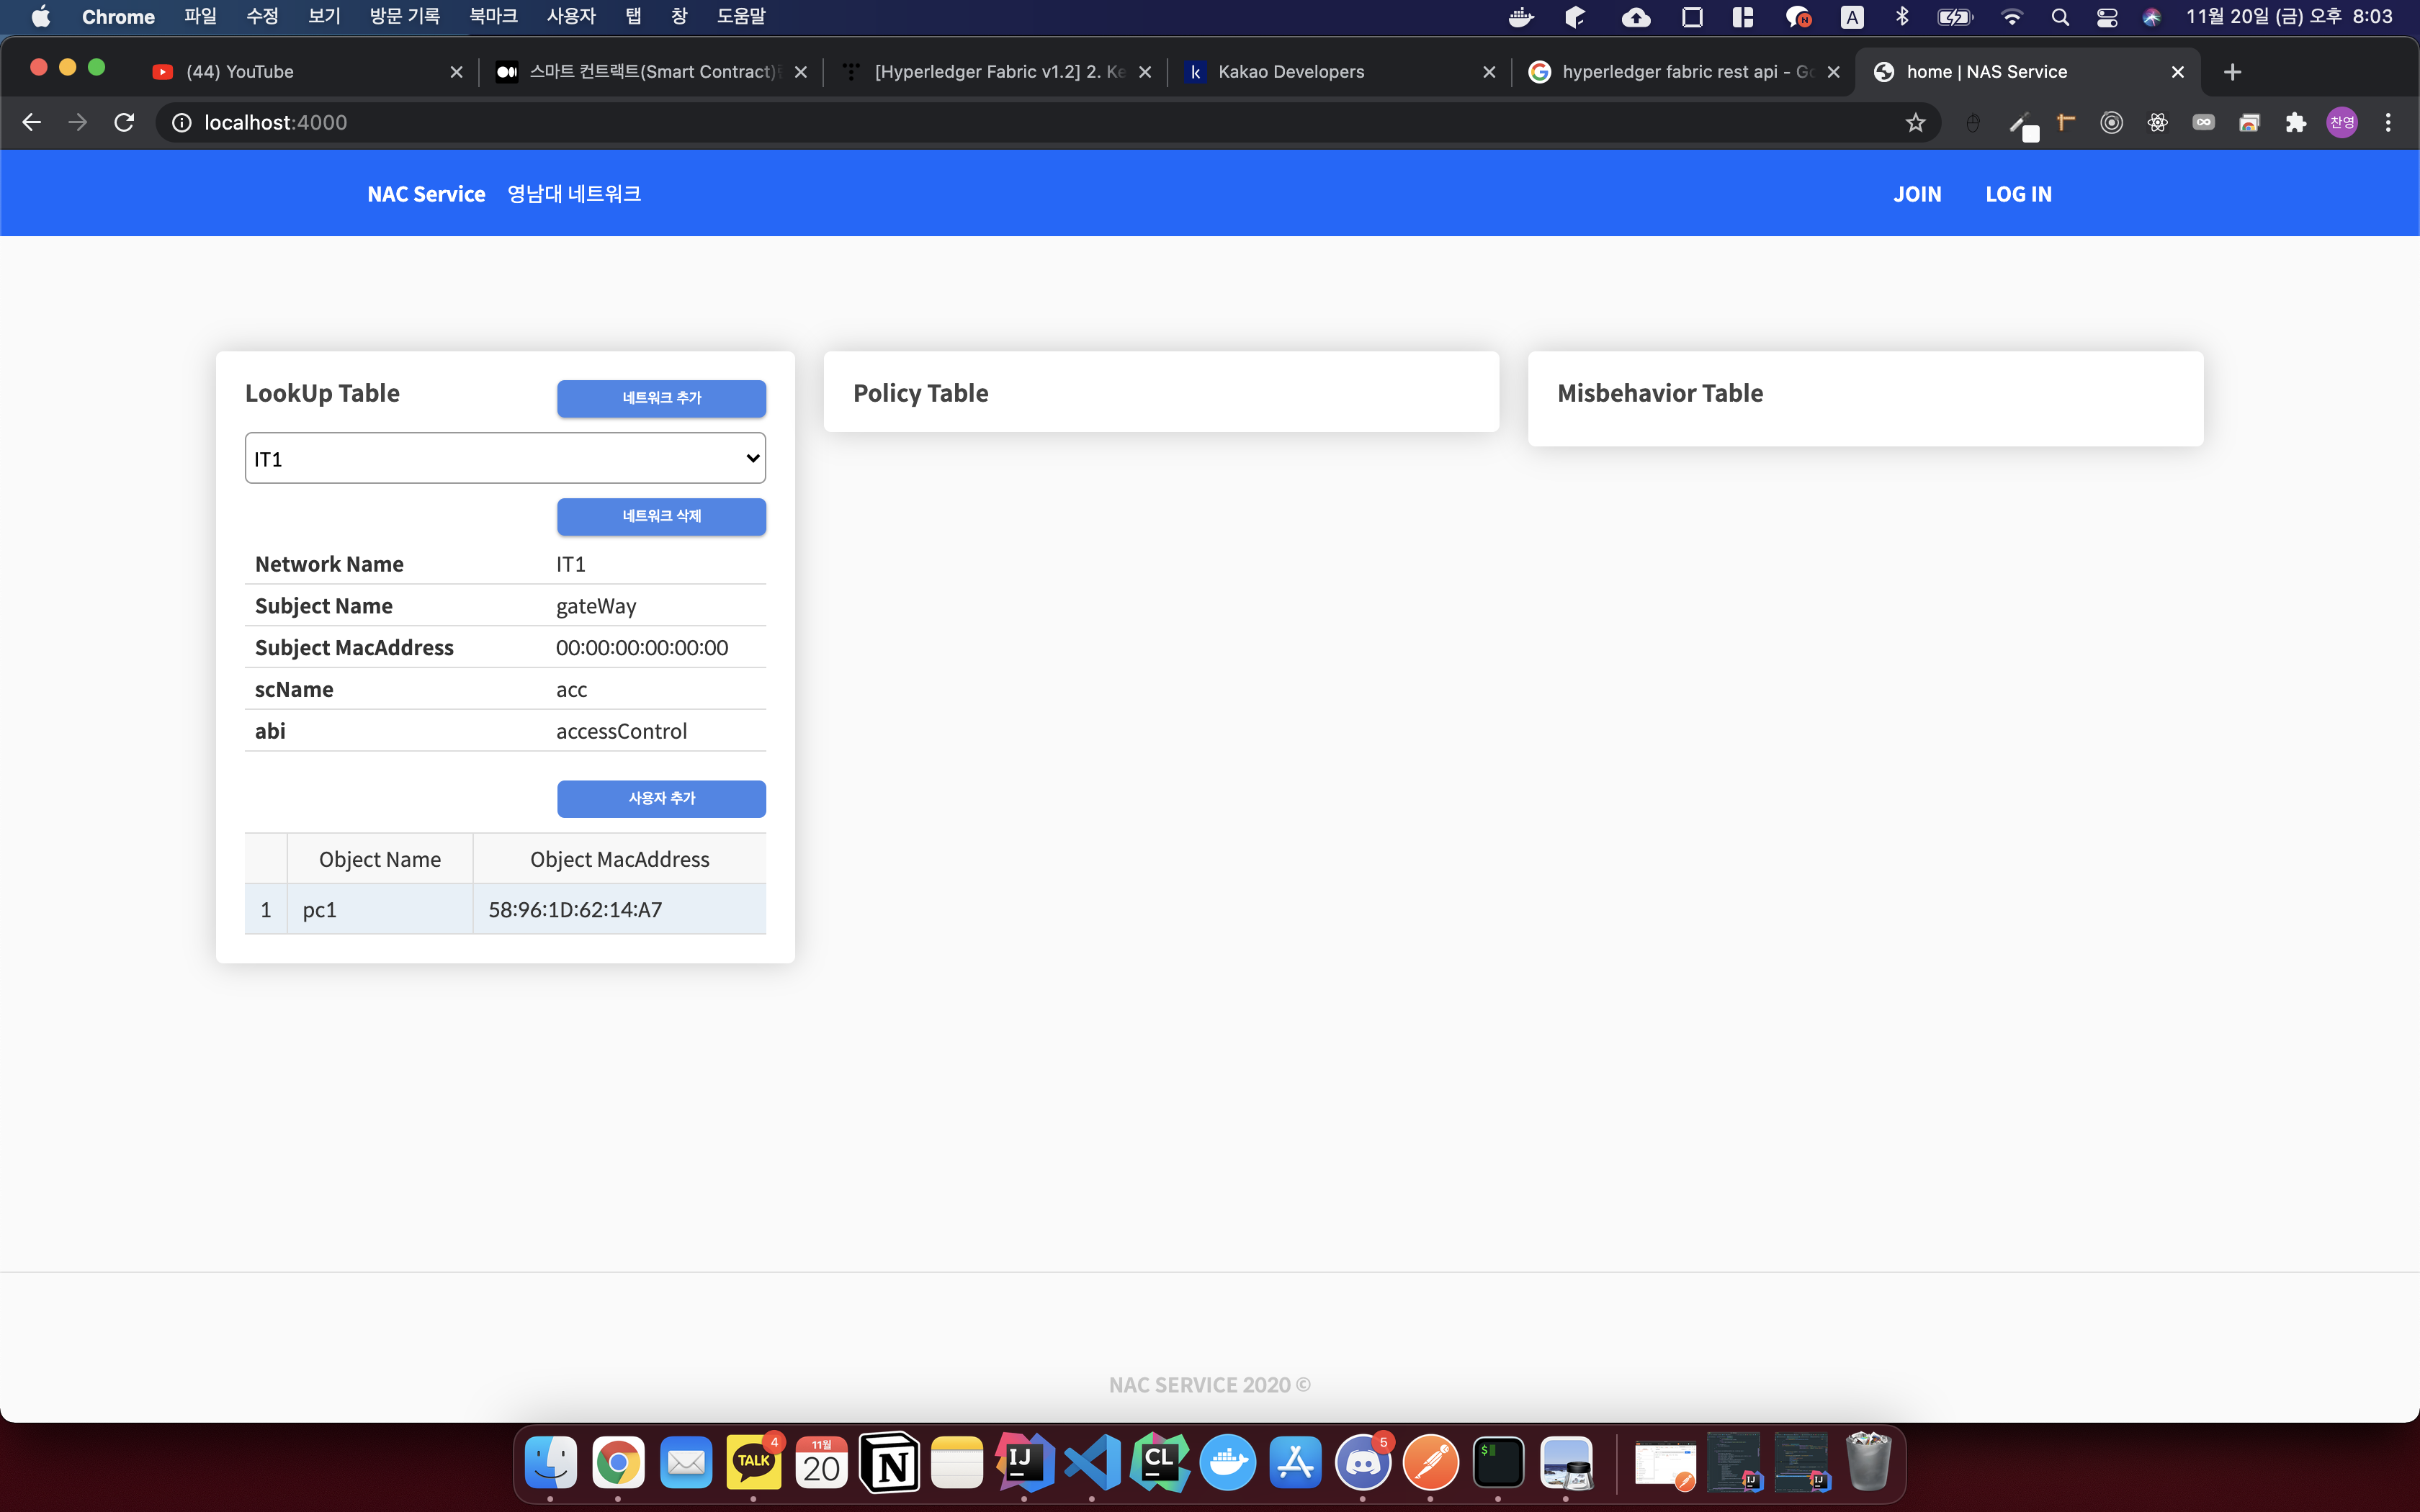 Chrome 파일 수정 보기 방문 기록 북마크 사용자 탭 창 도움말 A 11월 20일 (금) 오후 8:03
(44) YouTube 스마트 컨트랙트(Smart Contract) [Hyperledger Fabric v1.2] 2. Ke Kakao Developers hyperledger fabric rest api - Go home | NAS Service
localhost:4000 찬영
NAC Service 영남대 네트워크 JOIN LOG IN
LookUp Table 네트워크 추가
IT1
네트워크 삭제
Network Name IT1
Subject Name gateWay
Subject MacAddress 00:00:00:00:00:00
scName acc
abi accessControl
사용자 추가
Object Name Object MacAddress
1 pc1 58:96:1D:62:14:A7
Policy Table
Misbehavior Table
NAC SERVICE 2020 ©
TALK 4 11월 20 N IJ CL 5 $